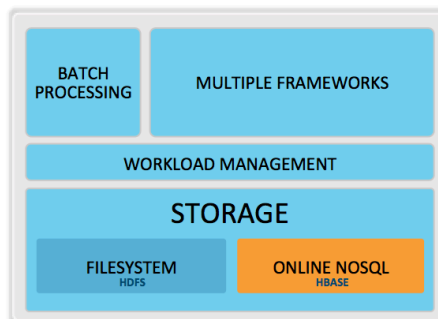 BATCH
PROCESSING
MULTIPLE FRAMEWORKS
WORKLOAD MANAGEMENT
STORAGE
FILESYSTEM
HDFS
ONLINE NOSQL
HBASE